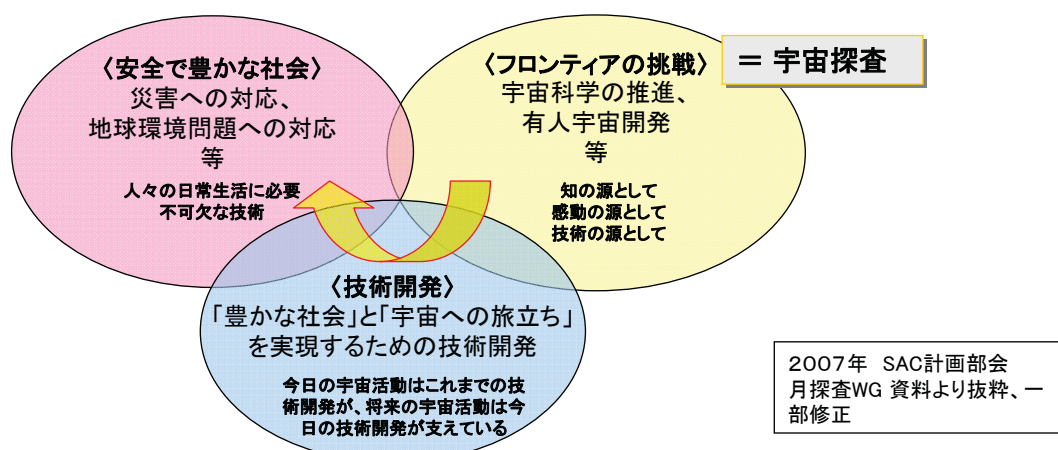 〈安全で豊かな社会〉
災害への対応、
地球環境問題への対応
等
人々の日常生活に必要
不可欠な技術
〈フロンティアの挑戦〉
宇宙科学の推進、
有人宇宙開発
等
知の源として
感動の源として
技術の源として
＝ 宇宙探査
〈技術開発〉
「豊かな社会」と「宇宙への旅立ち」
を実現するための技術開発
今日の宇宙活動はこれまでの技
術開発が、将来の宇宙活動は今
日の技術開発が支えている
2007年 SAC計画部会
月探査WG 資料より抜粋、一
部修正